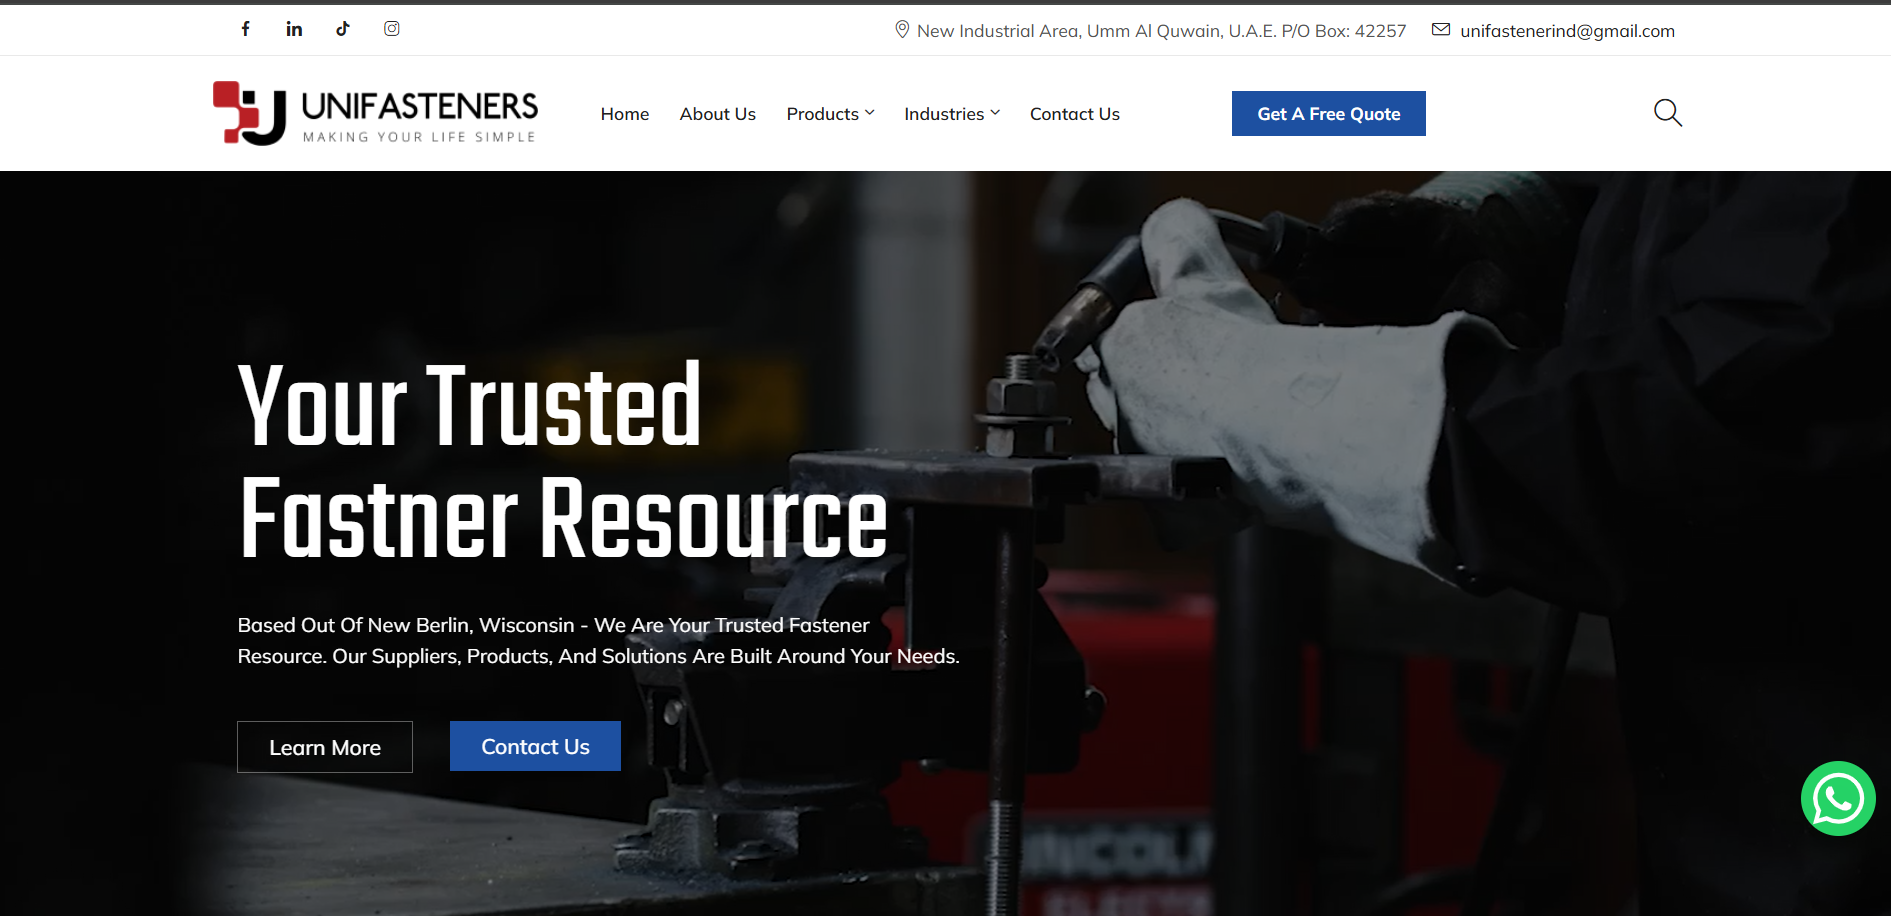 New Industrial Area, Umm Al Quwain, U.A.E. P/O Box: 42257
unifastenerind@gmail.com
UNIFASTENERS
MAKING YOUR LIFE SIMPLE
Home
About Us
Products
Industries
Contact Us
Get A Free Quote
Your Trusted
Fastner Resource
Based Out Of New Berlin, Wisconsin - We Are Your Trusted Fastener
Resource. Our Suppliers, Products, And Solutions Are Built Around Your Needs.
Learn More
Contact Us